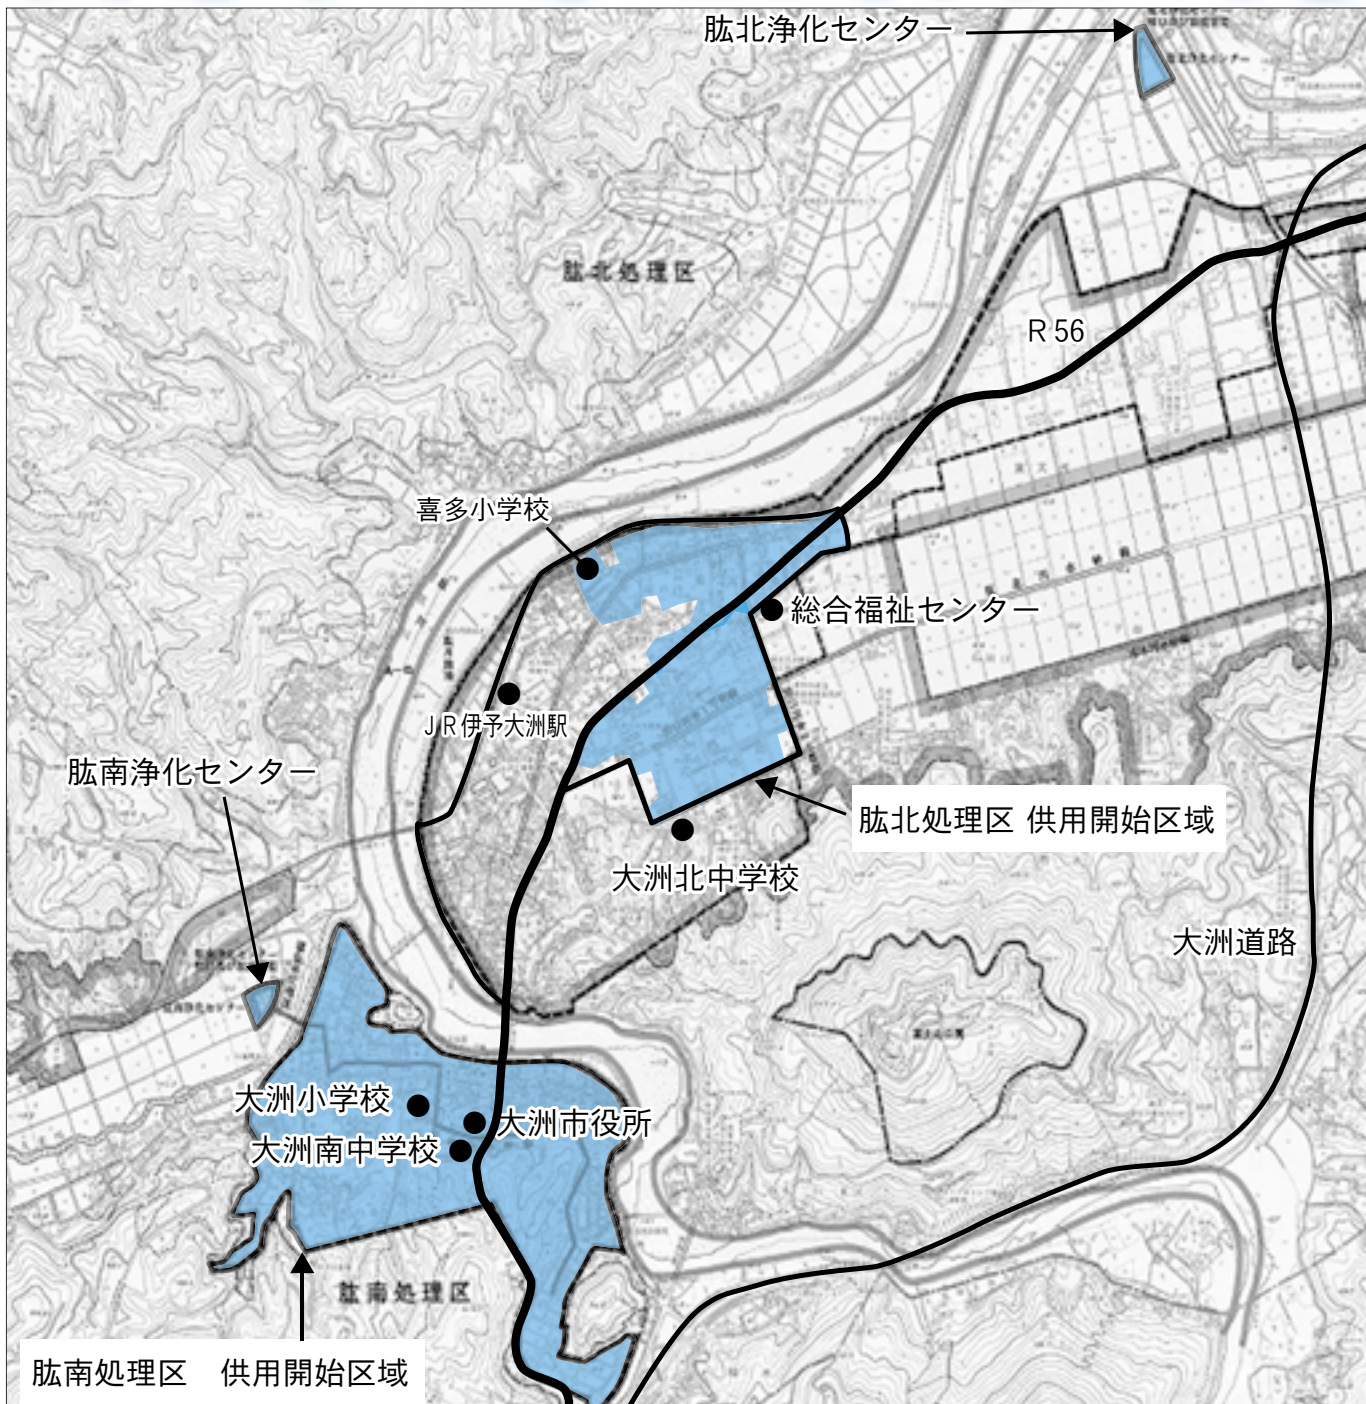 肱北浄化センター
肱北処理区
R 56
喜多小学校
総合福祉センター
JR伊予大洲駅
肱南浄化センター
肱北処理区 供用開始区域
大洲北中学校
大洲道路
大洲小学校
大洲市役所
大洲南中学校
肱南処理区
肱南処理区　供用開始区域